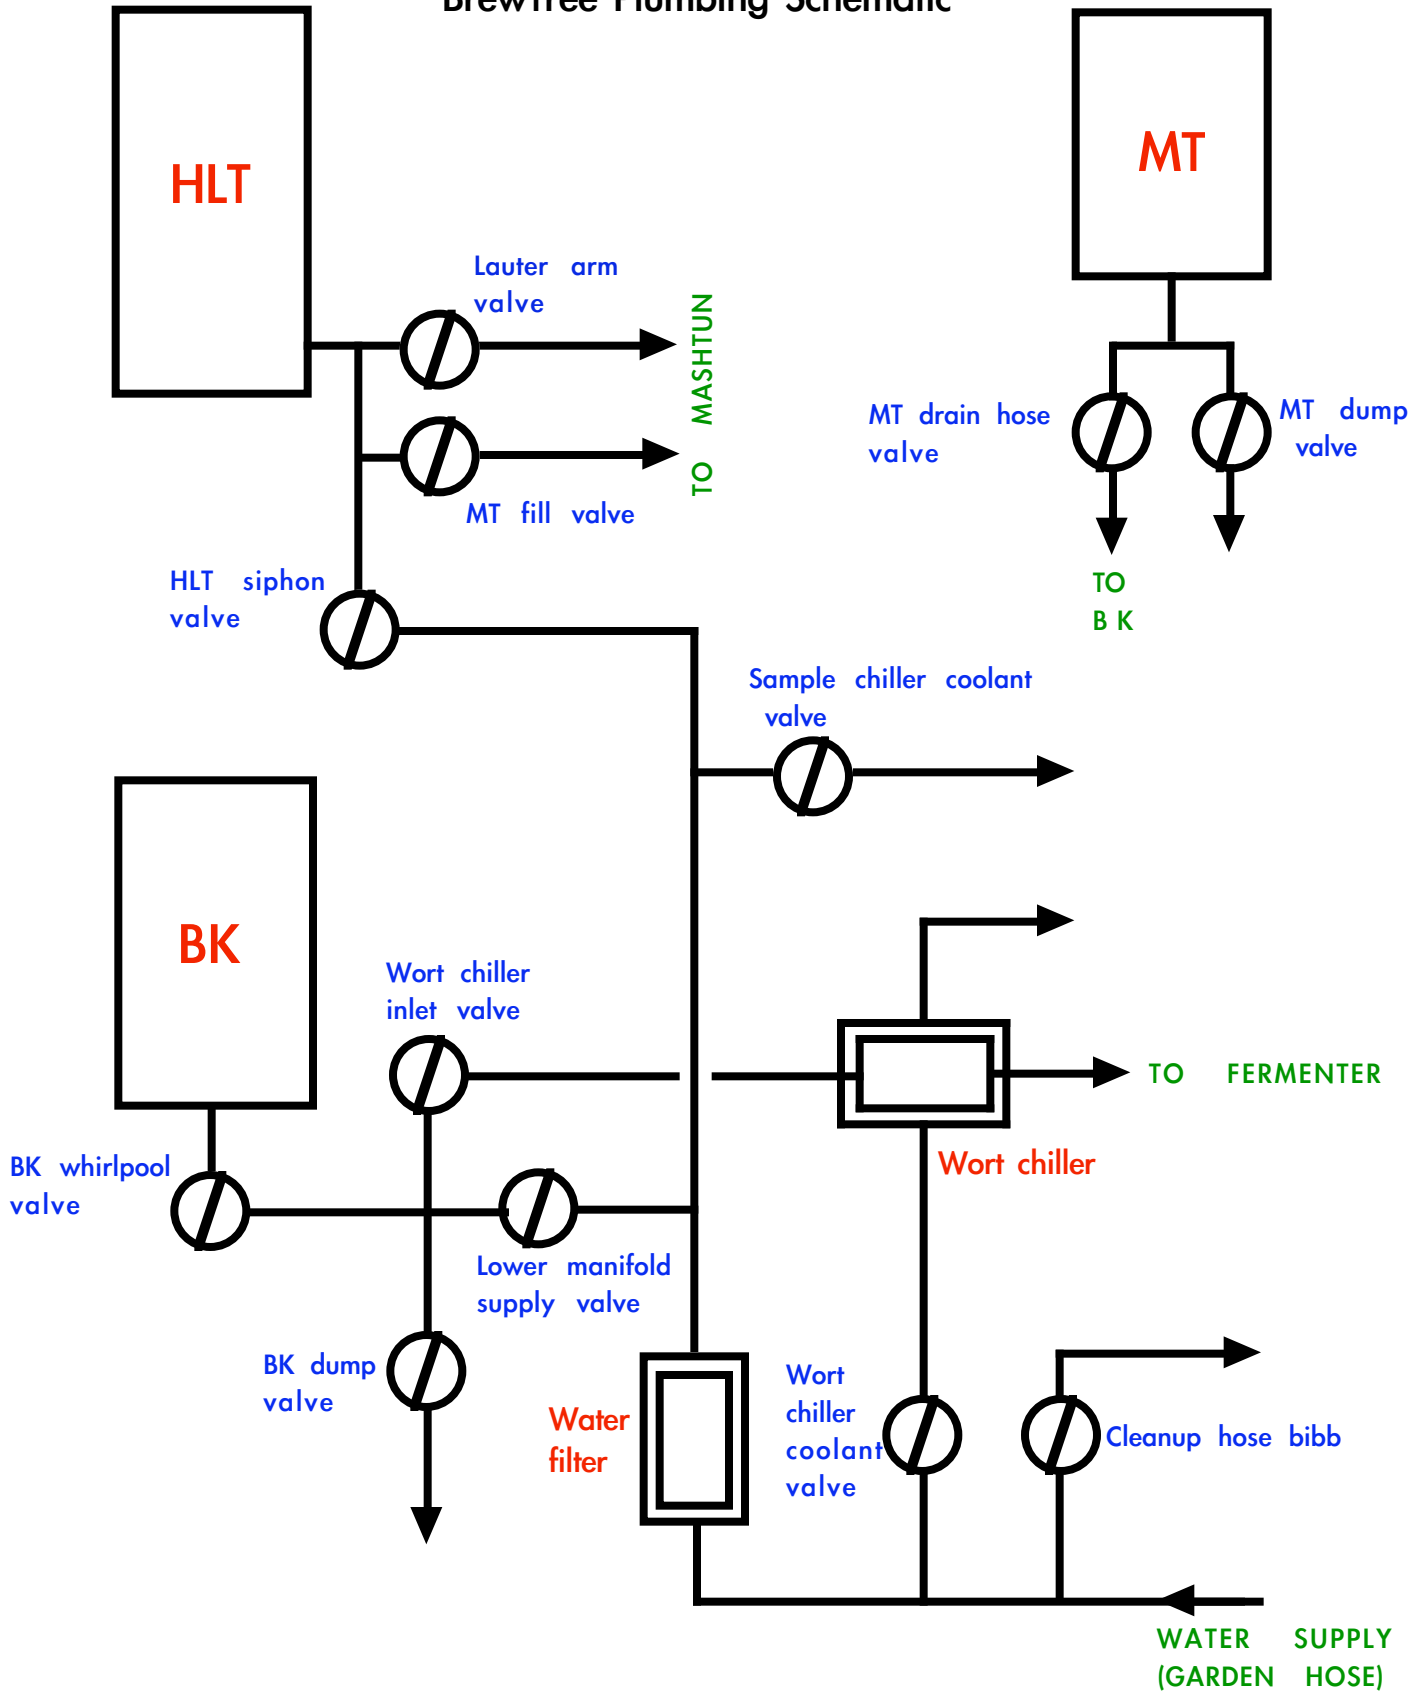 BrewTree Plumbing Schematic
HLT
MT
Lauter arm
valve
TO MASHTUN
MT drain hose
valve
MT dump
valve
MT fill valve
HLT siphon
valve
TO
B K
Sample chiller coolant
valve
BK
Wort chiller
inlet valve
TO FERMENTER
BK whirlpool
valve
Wort chiller
Lower manifold
supply valve
BK dump
valve
Water
filter
Wort
chiller
coolant
valve
Cleanup hose bibb
WATER SUPPLY
(GARDEN HOSE)